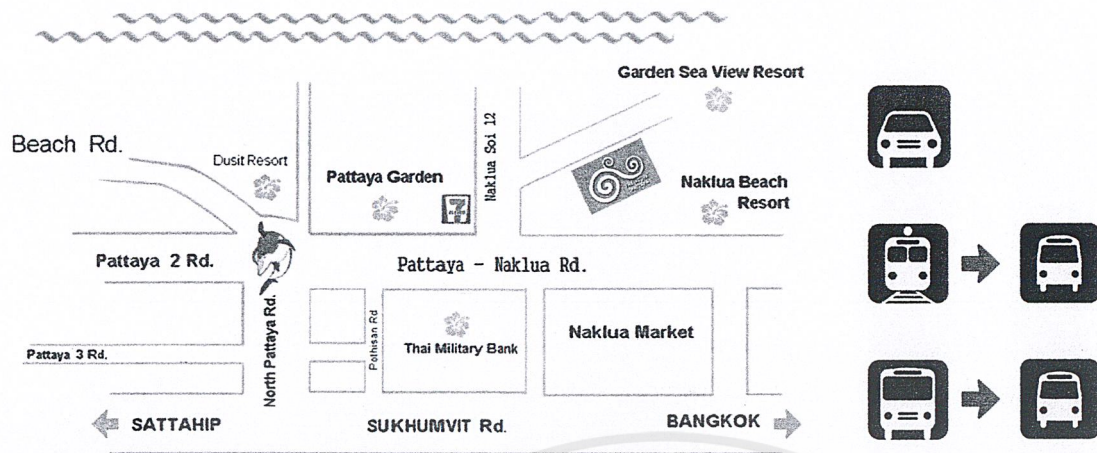 Garden Sea View Resort
Beach Rd.
Dusit Resort
Pattaya Garden
Naklua Soi 12
Naklua Beach
Resort
7
Pattaya 2 Rd.
Pattaya - Naklua Rd.
North Pattaya Rd.
Pothisan Rd
Thai Military Bank
Naklua Market
Pattaya 3 Rd.
SATTAHIP
SUKHUMVIT Rd.
BANGKOK